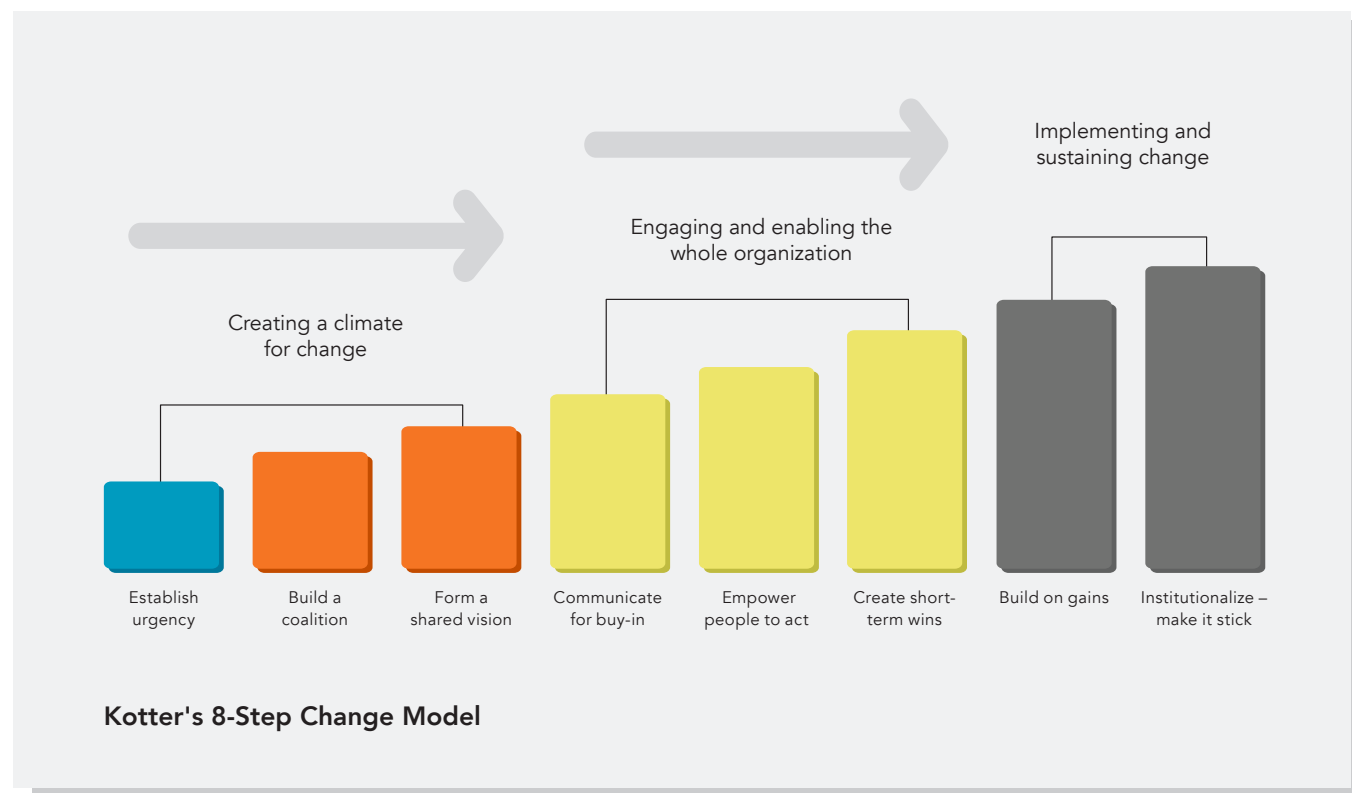 Implementing and
sustaining change
Engaging and enabling the
whole organization
Creating a climate
for change
Establish
urgency
Build a
coalition
Form a
shared vision
Communicate
for buy-in
Empower
people to act
Create short-
term wins
Build on gains
Institutionalize –
make it stick
Kotter's 8-Step Change Model